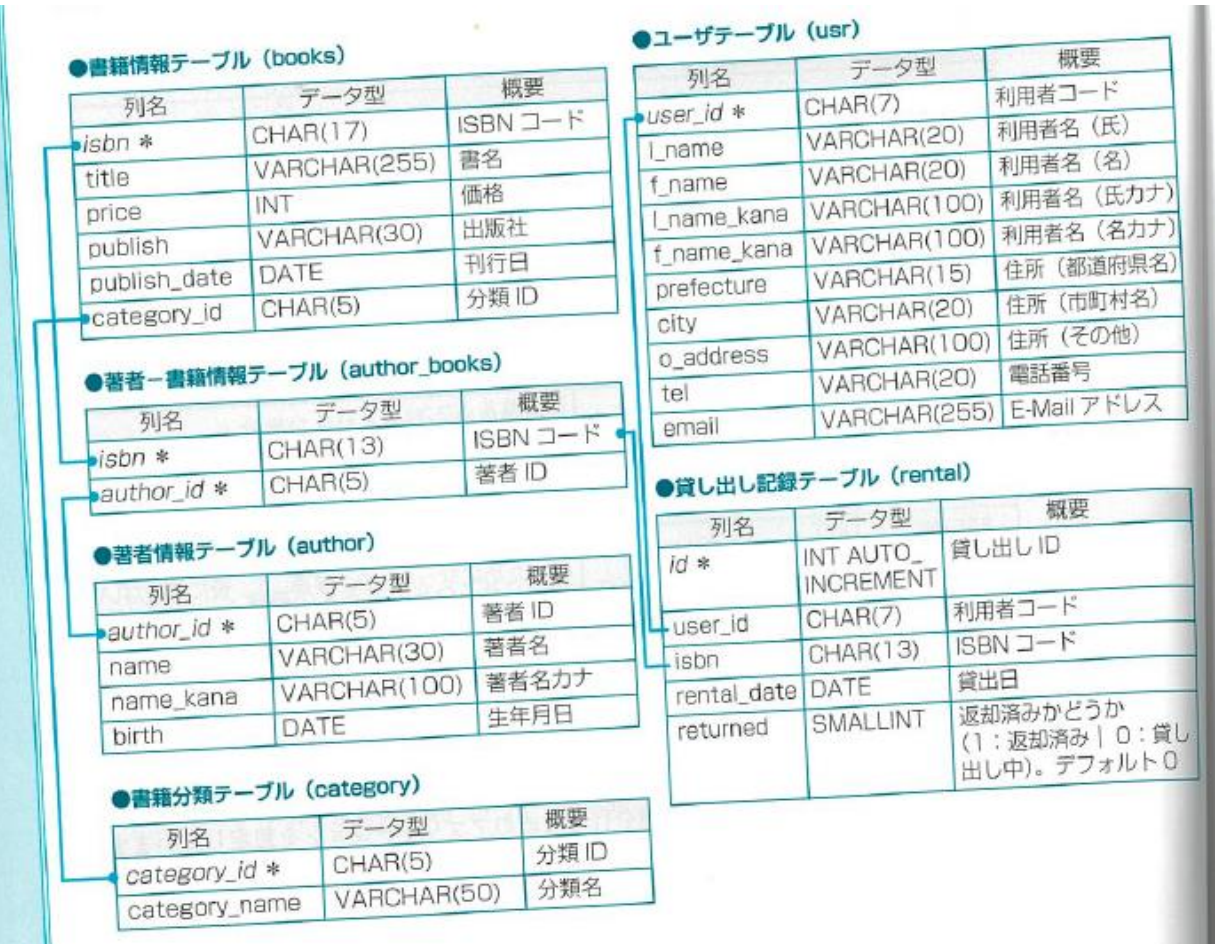 ●書籍情報テーブル（books）
列名 データ型 概要
isbn * CHAR(17) ISBN コード
title VARCHAR(255) 書名
price INT 価格
publish VARCHAR(30) 出版社
publish_date DATE 刊行日
category_id CHAR(5) 分類 ID
●著者－書籍情報テーブル（author_books）
列名 データ型 概要
isbn * CHAR(13) ISBN コード
author_id * CHAR(5) 著者 ID
●著者情報テーブル（author）
列名 データ型 概要
author_id * CHAR(5) 著者 ID
name VARCHAR(30) 著者名
name_kana VARCHAR(100) 著者名カナ
birth DATE 生年月日
●書籍分類テーブル（category）
列名 データ型 概要
category_id * CHAR(5) 分類 ID
category_name VARCHAR(50) 分類名
●ユーザテーブル（usr）
列名 データ型 概要
user_id * CHAR(7) 利用者コード
l_name VARCHAR(20) 利用者名（氏）
f_name VARCHAR(20) 利用者名（名）
l_name_kana VARCHAR(100) 利用者名（氏カナ）
f_name_kana VARCHAR(100) 利用者名（名カナ）
prefecture VARCHAR(15) 住所（都道府県名）
city VARCHAR(20) 住所（市町村名）
o_address VARCHAR(100) 住所（その他）
tel VARCHAR(20) 電話番号
email VARCHAR(255) E-Mail アドレス
●貸し出し記録テーブル（rental）
列名 データ型 概要
id * INT AUTO_ 貸し出し ID
INCREMENT
user_id CHAR(7) 利用者コード
isbn CHAR(13) ISBN コード
rental_date DATE 貸出日
returned SMALLINT 返却済みかどうか
（1：返却済み｜0：貸し
出し中）。デフォルト 0